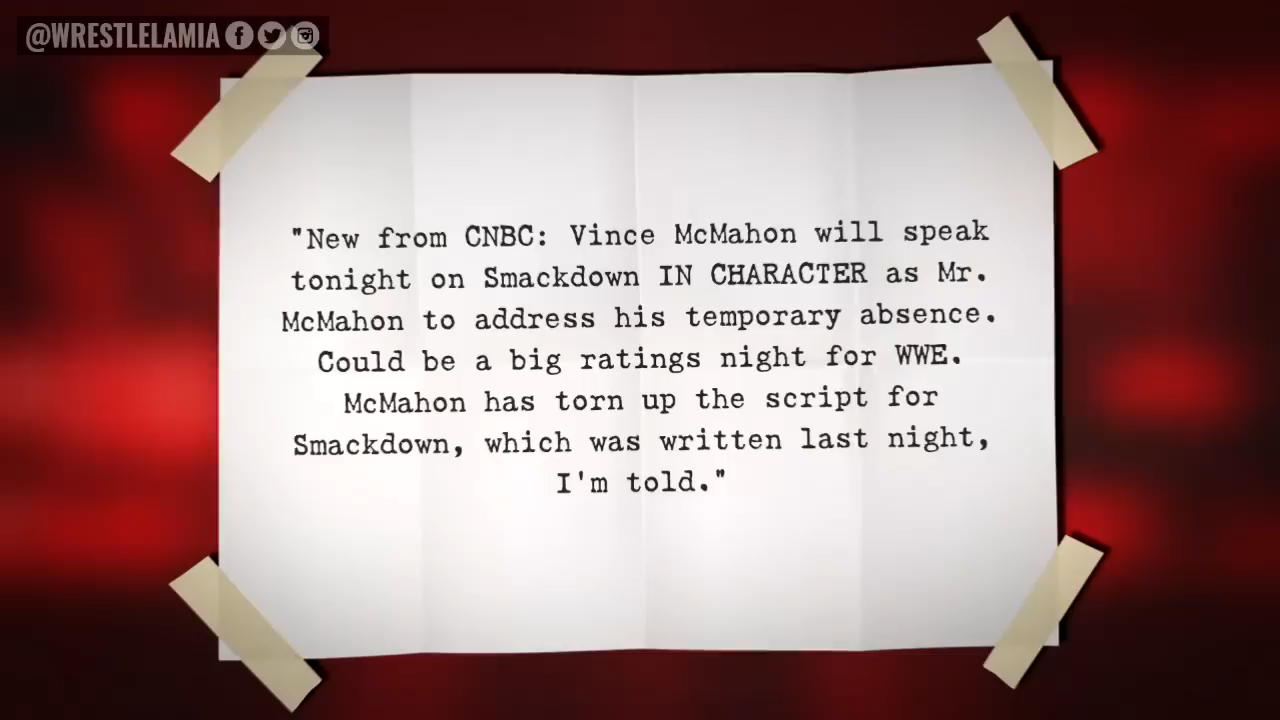 @WRESTLELAMIA
"New from CNBC: Vince McMahon will speak
tonight on Smackdown IN CHARACTER as Mr.
McMahon to address his temporary absence.
Could be a big ratings night for WWE.
McMahon has torn up the script for
Smackdown, which was written last night,
I'm told."